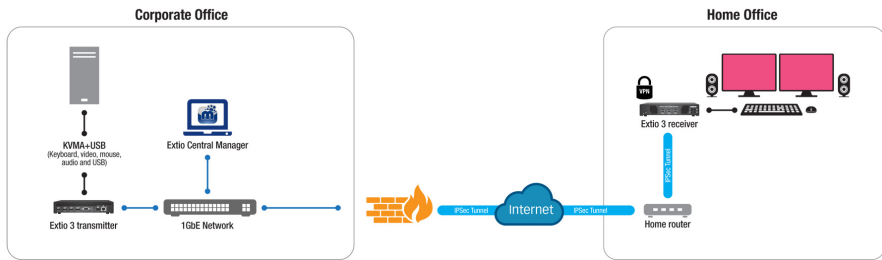 Corporate Office
Home Office
VPN
KVMA+USB
(Keyboard, video, mouse,
audio and USB)
Extio Central Manager
Extio 3 receiver
IPSec Tunnel
IPSec Tunnel
Internet
IPSec Tunnel
Extio 3 transmitter
1GbE Network
Home router